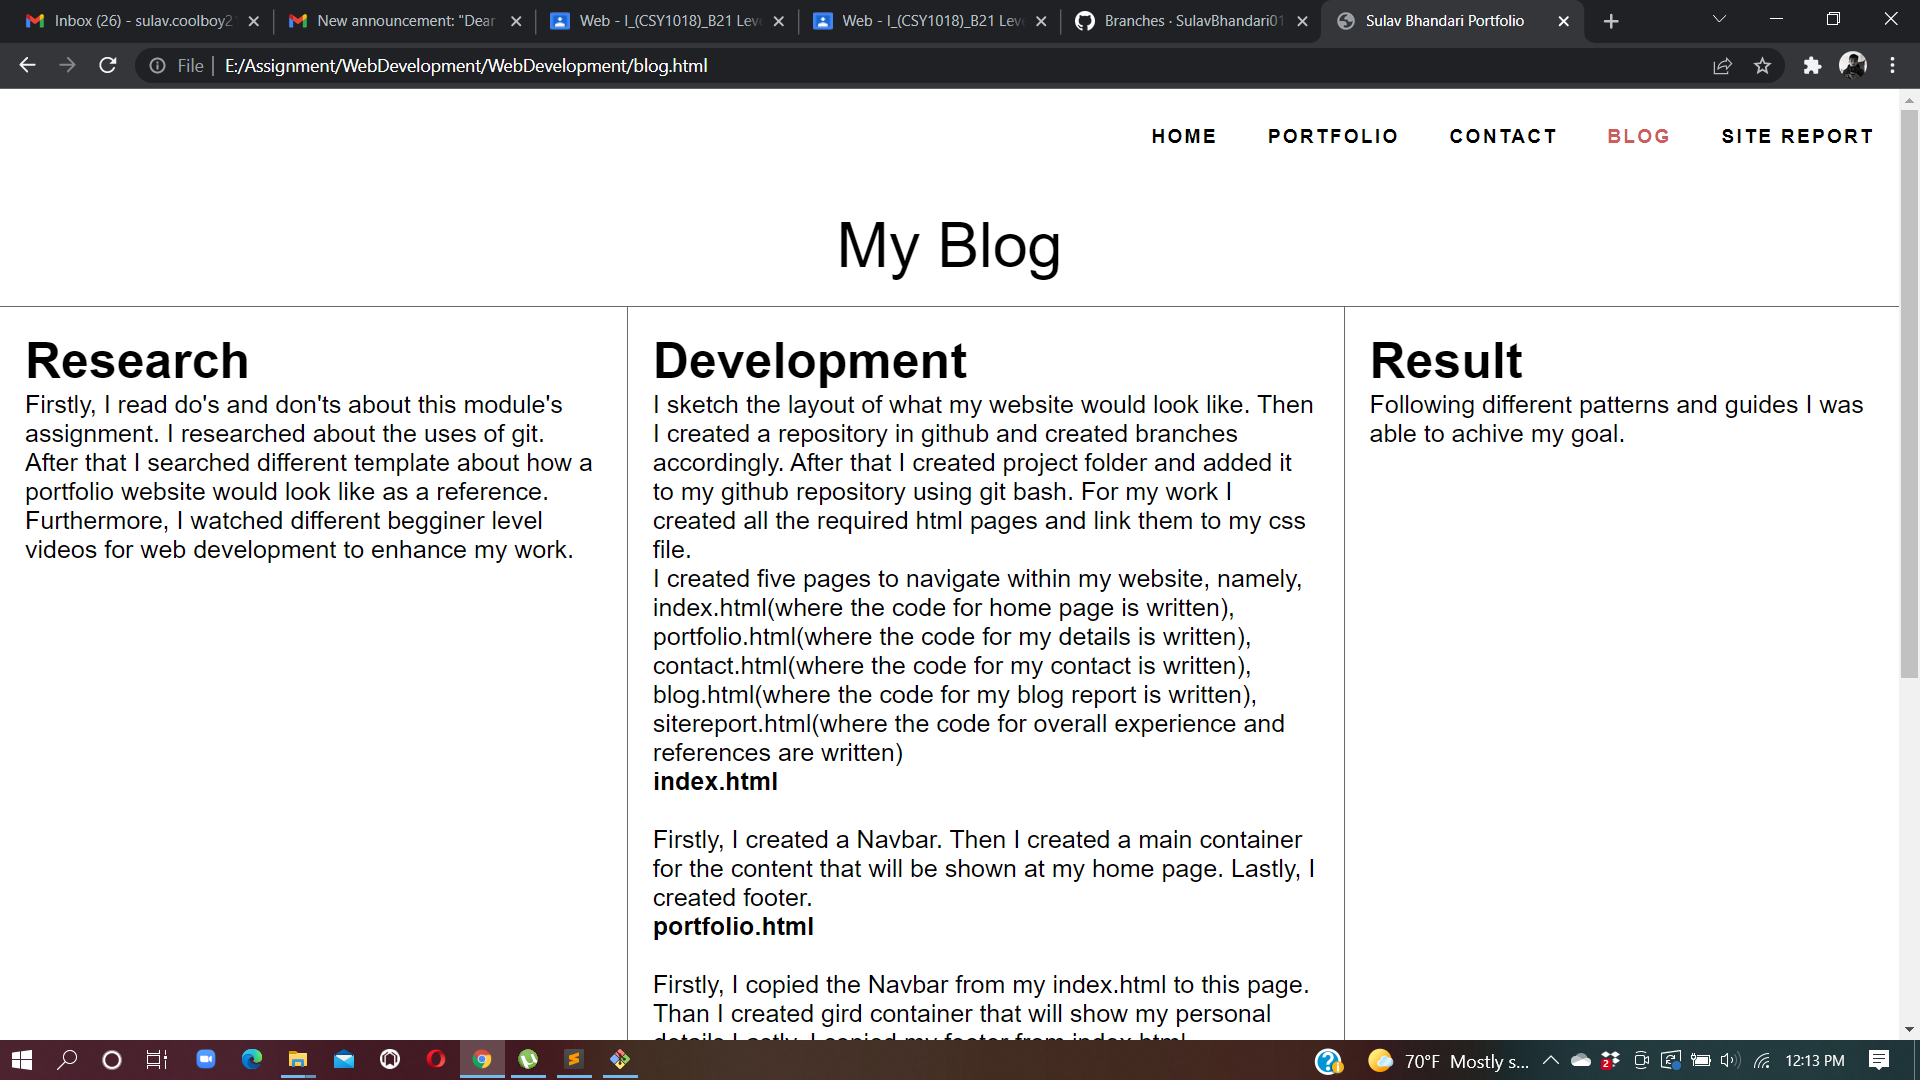 Inbox (26) - sulav.coolboy2
New announcement: "Dear
Web - I_(CSY1018)_B21 Leve
Web - I_(CSY1018)_B21 Leve
Branches · SulavBhandari01
Sulav Bhandari Portfolio
File
E:/Assignment/WebDevelopment/WebDevelopment/blog.html
HOME PORTFOLIO CONTACT BLOG SITE REPORT
My Blog
Research
Firstly, I read do's and don'ts about this module's
assignment. I researched about the uses of git.
After that I searched different template about how a
portfolio website would look like as a reference.
Furthermore, I watched different begginer level
videos for web development to enhance my work.
Development
I sketch the layout of what my website would look like. Then
I created a repository in github and created branches
accordingly. After that I created project folder and added it
to my github repository using git bash. For my work I
created all the required html pages and link them to my css
file.
I created five pages to navigate within my website, namely,
index.html(where the code for home page is written),
portfolio.html(where the code for my details is written),
contact.html(where the code for my contact is written),
blog.html(where the code for my blog report is written),
sitereport.html(where the code for overall experience and
references are written)
index.html
Firstly, I created a Navbar. Then I created a main container
for the content that will be shown at my home page. Lastly, I
created footer.
portfolio.html
Firstly, I copied the Navbar from my index.html to this page.
Than I created gird container that will show my personal
details.Lastly, I copied my footer from index.html
Result
Following different patterns and guides I was
able to achive my goal.
70°F Mostly s...
2
12:13 PM